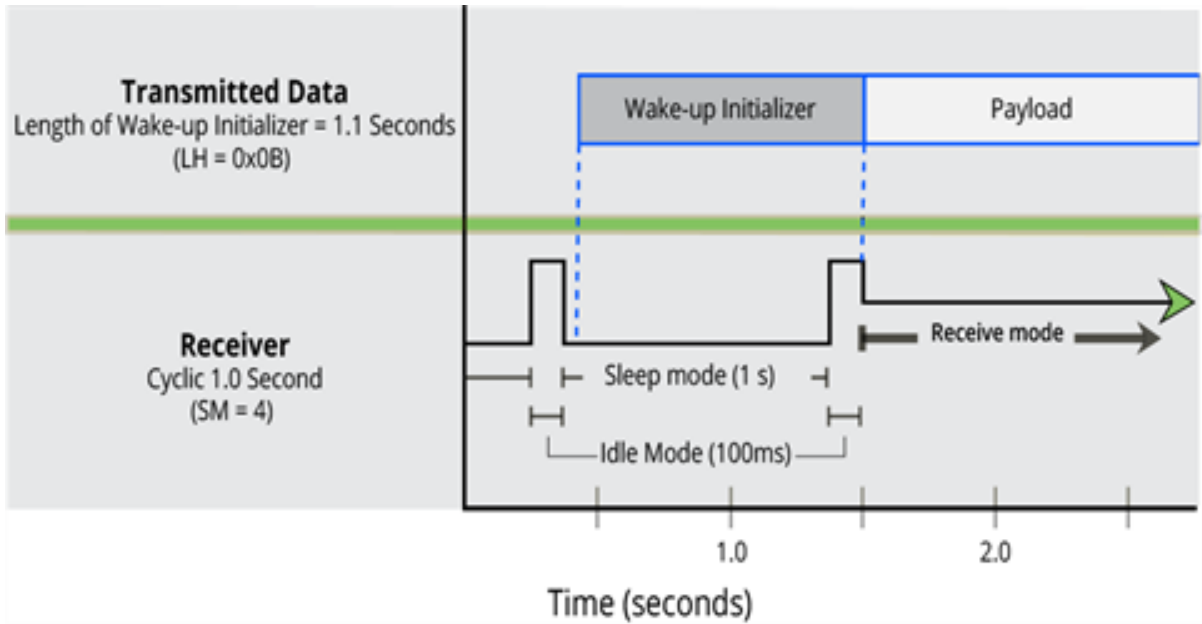 Transmitted Data
Length of Wake-up Initializer = 1.1 Seconds
(LH = 0x0B)
Wake-up Initializer
Payload
Receiver
Cyclic 1.0 Second
(SM = 4)
Receive mode
Sleep mode (1 s)
Idle Mode (100ms)
1.0
2.0
Time (seconds)